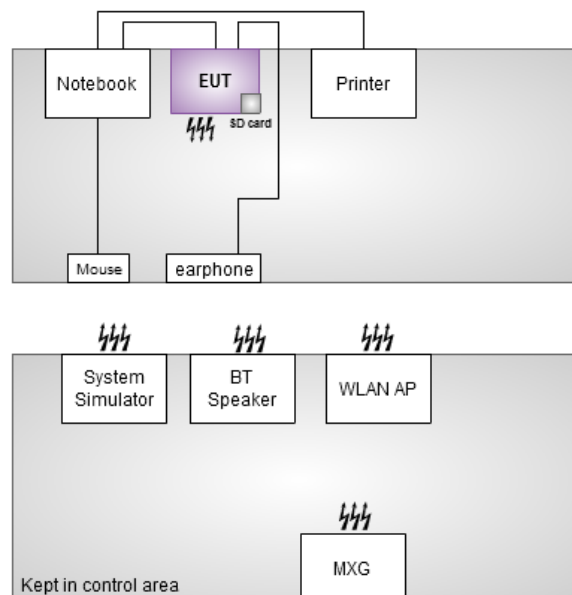 Notebook
EUT
Printer
SD card
Mouse
earphone
System
Simulator
BT
Speaker
WLAN AP
MXG
Kept in control area